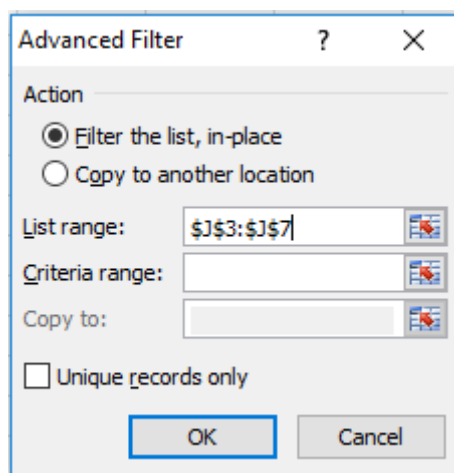 Advanced Filter ?
Action
Filter the list, in-place
Copy to another location
List range: $J$3:$J$7
Criteria range:
Copy to:
Unique records only
OK Cancel